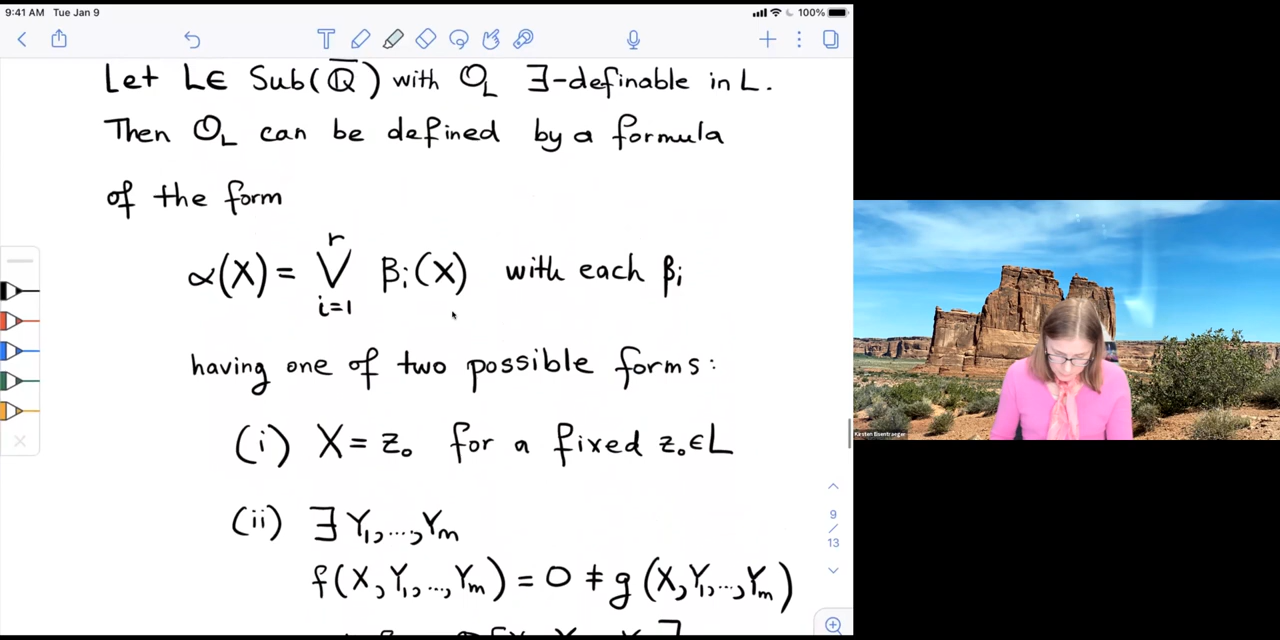 9:41 AM Tue Jan 9
100%
Let L∈ Sub(Q̅) with O_L ∃-definable in L.
Then O_L can be defined by a formula
of the form
α(X) = ⋁_{i=1}^{r} β_i(X) with each β_i
having one of two possible forms:
(i) X = z₀ for a fixed z₀∈L
(ii) ∃ Y₁,...,Y_m
f(X,Y₁,...,Y_m) = 0 ≠ g(X,Y₁,...,Y_m)
9
/
13
Kirsten Eisentraeger